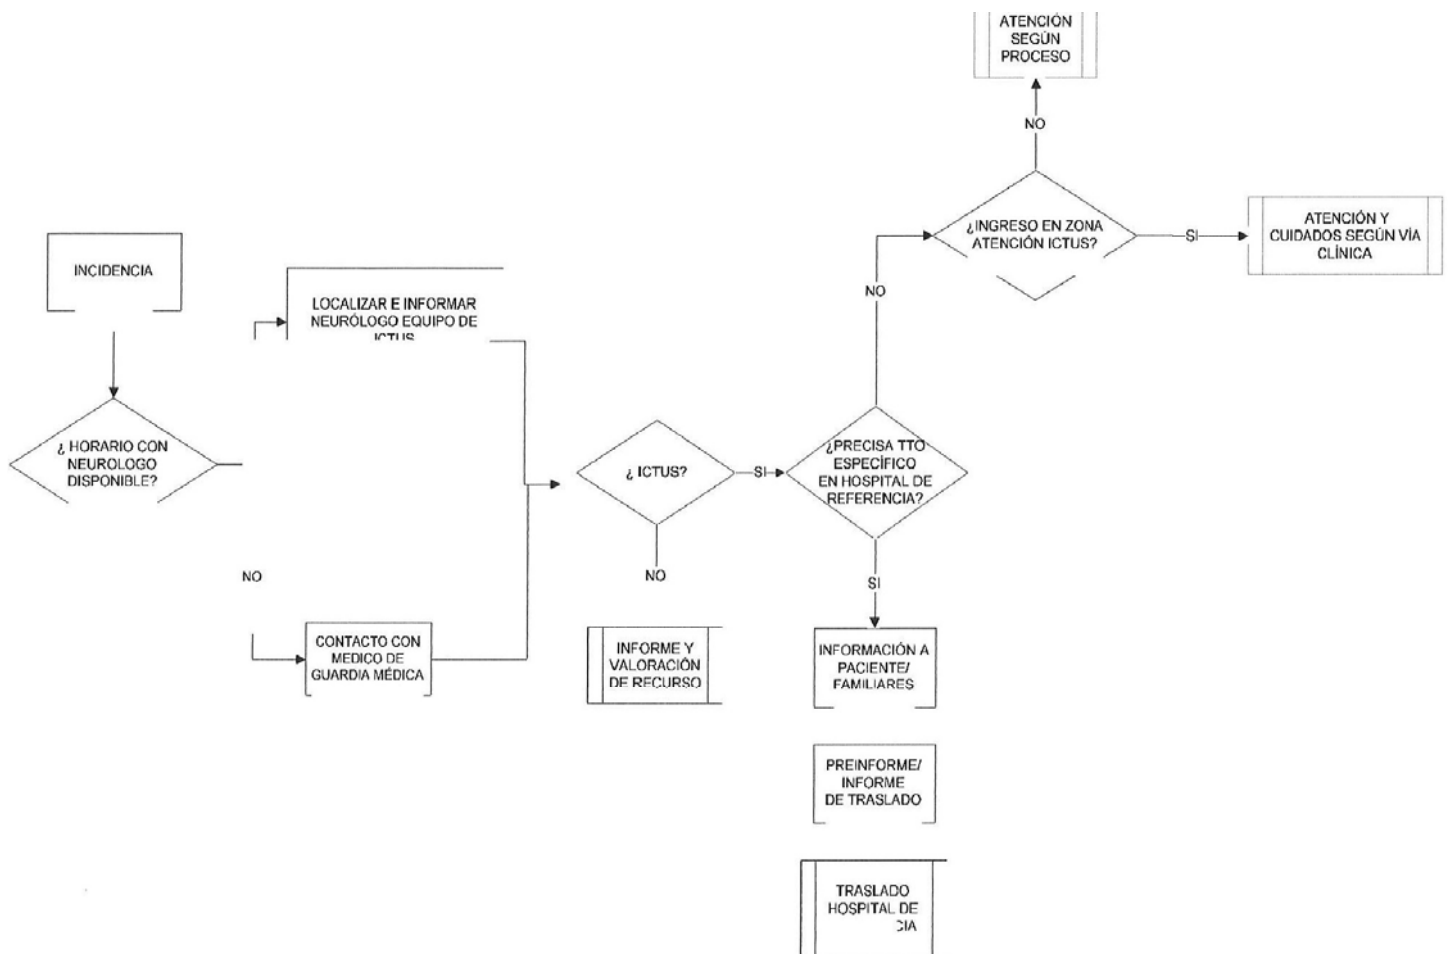 ATENCIÓN
SEGÚN
PROCESO
NO
¿INGRESO EN ZONA
ATENCIÓN ICTUS?
SI
ATENCIÓN Y
CUIDADOS SEGÚN VÍA
CLÍNICA
INCIDENCIA
LOCALIZAR E INFORMAR
NEURÓLOGO EQUIPO DE
ICTUS
NO
¿ HORARIO CON
NEUROLOGO
DISPONIBLE?
¿ ICTUS?
SI
¿PRECISA TTO
ESPECÍFICO
EN HOSPITAL DE
REFERENCIA?
NO
NO
SI
CONTACTO CON
MEDICO DE
GUARDIA MÉDICA
INFORME Y
VALORACIÓN
DE RECURSO
INFORMACIÓN A
PACIENTE/
FAMILIARES
PREINFORME/
INFORME
DE TRASLADO
TRASLADO
HOSPITAL DE